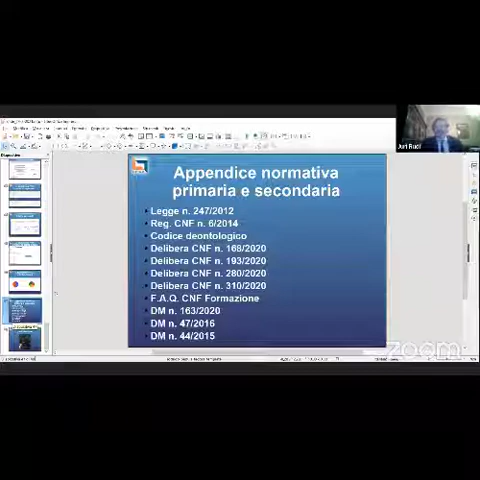 Juri Rudi
Appendice normativa
primaria e secondaria
Legge n. 247/2012
Reg. CNF n. 6/2014
Codice deontologico
Delibera CNF n. 168/2020
Delibera CNF n. 193/2020
Delibera CNF n. 280/2020
Delibera CNF n. 310/2020
F.A.Q. CNF Formazione
DM n. 163/2020
DM n. 47/2016
DM n. 44/2015
zoom